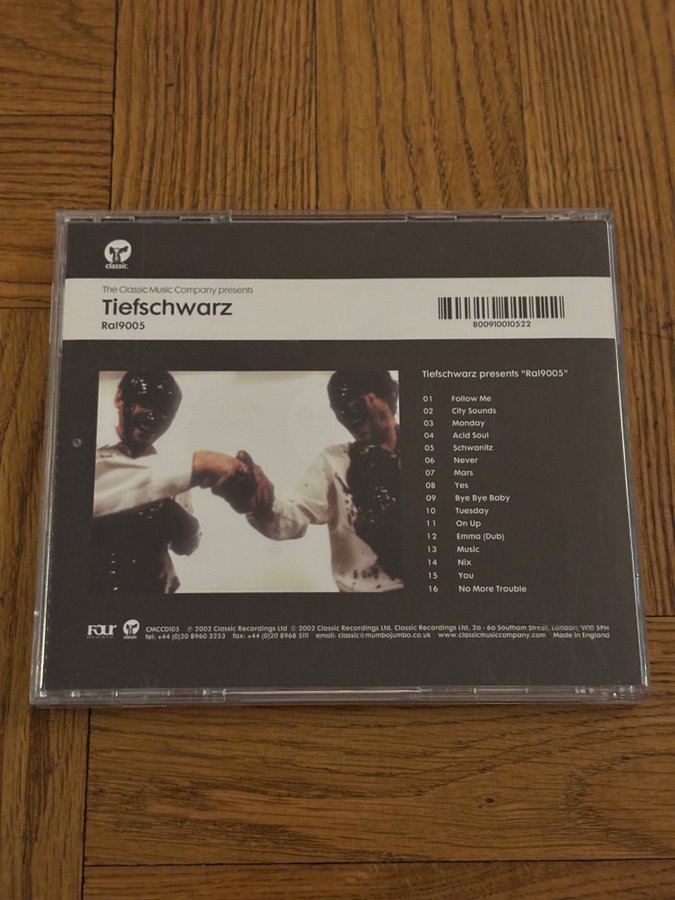 classic.
The Classic Music Company presents
Tiefschwarz
Ral9005
800910010522
Tiefschwarz presents "Ral9005"
01 Follow Me
02 City Sounds
03 Monday
04 Acid Soul
05 Schwanitz
06 Never
07 Mars
08 Yes
09 Bye Bye Baby
10 Tuesday
11 On Up
12 Emma (Dub)
13 Music
14 Nix
15 You
16 No More Trouble
FOUR MUSIC classic. CMCCD105 ℗ 2002 Classic Recordings Ltd © 2002 Classic Recordings Ltd. Classic Recordings Ltd, 2a - 6a Southam Street, London, W10 5PH
tel: +44 (0)20 8960 3253 fax: +44 (0)20 8968 5111 email: classic@mumbojumbo.co.uk www.classicmusiccompany.com Made in England